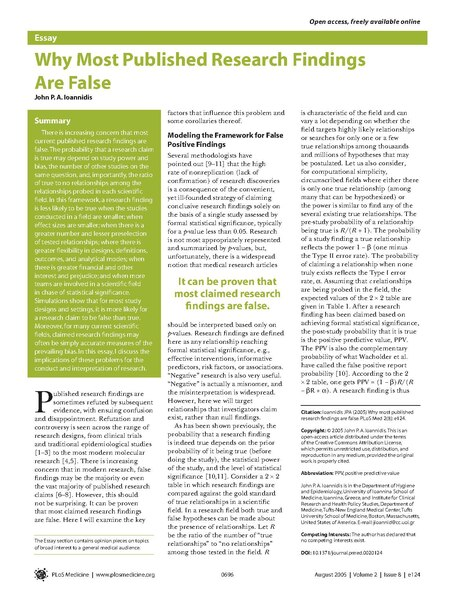 Open access, freely available online
Essay
Why Most Published Research Findings
Are False
John P. A. Ioannidis
Summary
There is increasing concern that most
current published research findings are
false. The probability that a research claim
is true may depend on study power and
bias, the number of other studies on the
same question, and, importantly, the ratio
of true to no relationships among the
relationships probed in each scientific
field. In this framework, a research finding
is less likely to be true when the studies
conducted in a field are smaller; when
effect sizes are smaller; when there is a
greater number and lesser preselection
of tested relationships; where there is
greater flexibility in designs, definitions,
outcomes, and analytical modes; when
there is greater financial and other
interest and prejudice; and when more
teams are involved in a scientific field
in chase of statistical significance.
Simulations show that for most study
designs and settings, it is more likely for
a research claim to be false than true.
Moreover, for many current scientific
fields, claimed research findings may
often be simply accurate measures of the
prevailing bias. In this essay, I discuss the
implications of these problems for the
conduct and interpretation of research.
Published research findings are
sometimes refuted by subsequent
evidence, with ensuing confusion
and disappointment. Refutation and
controversy is seen across the range of
research designs, from clinical trials
and traditional epidemiological studies
[1–3] to the most modern molecular
research [4,5]. There is increasing
concern that in modern research, false
findings may be the majority or even
the vast majority of published research
claims [6–8]. However, this should
not be surprising. It can be proven
that most claimed research findings
are false. Here I will examine the key
The Essay section contains opinion pieces on topics
of broad interest to a general medical audience.
factors that influence this problem and
some corollaries thereof.
Modeling the Framework for False
Positive Findings
Several methodologists have
pointed out [9–11] that the high
rate of nonreplication (lack of
confirmation) of research discoveries
is a consequence of the convenient,
yet ill-founded strategy of claiming
conclusive research findings solely on
the basis of a single study assessed by
formal statistical significance, typically
for a p-value less than 0.05. Research
is not most appropriately represented
and summarized by p-values, but,
unfortunately, there is a widespread
notion that medical research articles
It can be proven that
most claimed research
findings are false.
should be interpreted based only on
p-values. Research findings are defined
here as any relationship reaching
formal statistical significance, e.g.,
effective interventions, informative
predictors, risk factors, or associations.
“Negative” research is also very useful.
“Negative” is actually a misnomer, and
the misinterpretation is widespread.
However, here we will target
relationships that investigators claim
exist, rather than null findings.
As has been shown previously, the
probability that a research finding
is indeed true depends on the prior
probability of it being true (before
doing the study), the statistical power
of the study, and the level of statistical
significance [10,11]. Consider a 2 × 2
table in which research findings are
compared against the gold standard
of true relationships in a scientific
field. In a research field both true and
false hypotheses can be made about
the presence of relationships. Let R
be the ratio of the number of “true
relationships” to “no relationships”
among those tested in the field. R
is characteristic of the field and can
vary a lot depending on whether the
field targets highly likely relationships
or searches for only one or a few
true relationships among thousands
and millions of hypotheses that may
be postulated. Let us also consider,
for computational simplicity,
circumscribed fields where either there
is only one true relationship (among
many that can be hypothesized) or
the power is similar to find any of the
several existing true relationships. The
pre-study probability of a relationship
being true is R/(R + 1). The probability
of a study finding a true relationship
reflects the power 1 − β (one minus
the Type II error rate). The probability
of claiming a relationship when none
truly exists reflects the Type I error
rate, α. Assuming that c relationships
are being probed in the field, the
expected values of the 2 × 2 table are
given in Table 1. After a research
finding has been claimed based on
achieving formal statistical significance,
the post-study probability that it is true
is the positive predictive value, PPV.
The PPV is also the complementary
probability of what Wacholder et al.
have called the false positive report
probability [10]. According to the 2
× 2 table, one gets PPV = (1 − β)R/(R
− βR + α). A research finding is thus
Citation: Ioannidis JPA (2005) Why most published
research findings are false. PLoS Med 2(8): e124.
Copyright: © 2005 John P. A. Ioannidis. This is an
open-access article distributed under the terms
of the Creative Commons Attribution License,
which permits unrestricted use, distribution, and
reproduction in any medium, provided the original
work is properly cited.
Abbreviation: PPV, positive predictive value
John P. A. Ioannidis is in the Department of Hygiene
and Epidemiology, University of Ioannina School of
Medicine, Ioannina, Greece, and Institute for Clinical
Research and Health Policy Studies, Department of
Medicine, Tufts-New England Medical Center, Tufts
University School of Medicine, Boston, Massachusetts,
United States of America. E-mail: jioannid@cc.uoi.gr
Competing Interests: The author has declared that
no competing interests exist.
DOI: 10.1371/journal.pmed.0020124
PLoS Medicine | www.plosmedicine.org
0696
August 2005 | Volume 2 | Issue 8 | e124